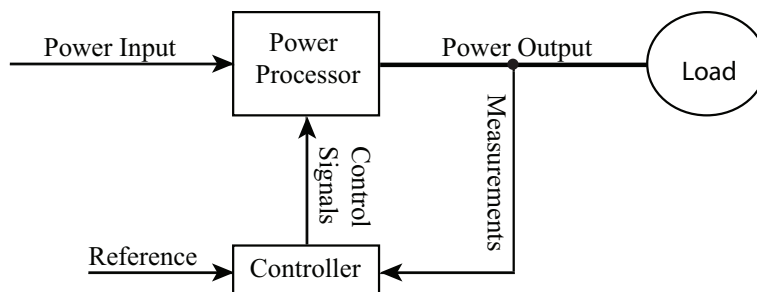 Power Input
Power
Processor
Power Output
Load
Measurements
Control
Signals
Reference
Controller